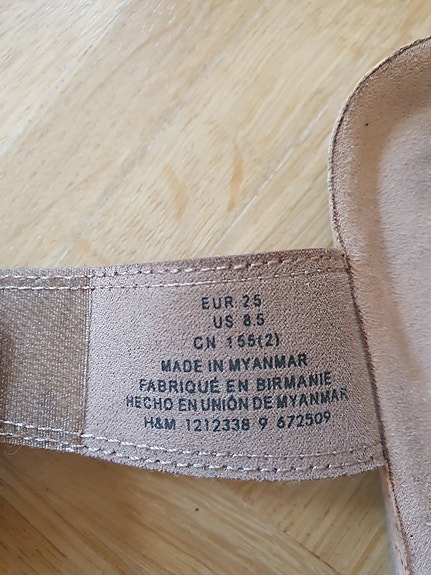 EUR 25
US 8.5
CN 155(2)
MADE IN MYANMAR
FABRIQUÉ EN BIRMANIE
HECHO EN UNIÓN DE MYANMAR
H&M 1212338 9 672509